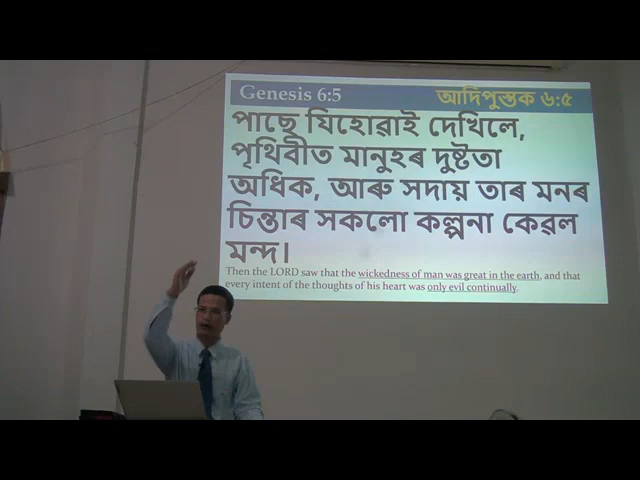 Genesis 6:5 আদিপুস্তক ৬:৫
পাছে যিহোৱাই দেখিলে,
পৃথিবীত মানুহৰ দুষ্টতা
অধিক, আৰু সদায় তাৰ মনৰ
চিন্তাৰ সকলো কল্পনা কেৱল
মন্দ।
Then the LORD saw that the wickedness of man was great in the earth, and that
every intent of the thoughts of his heart was only evil continually.